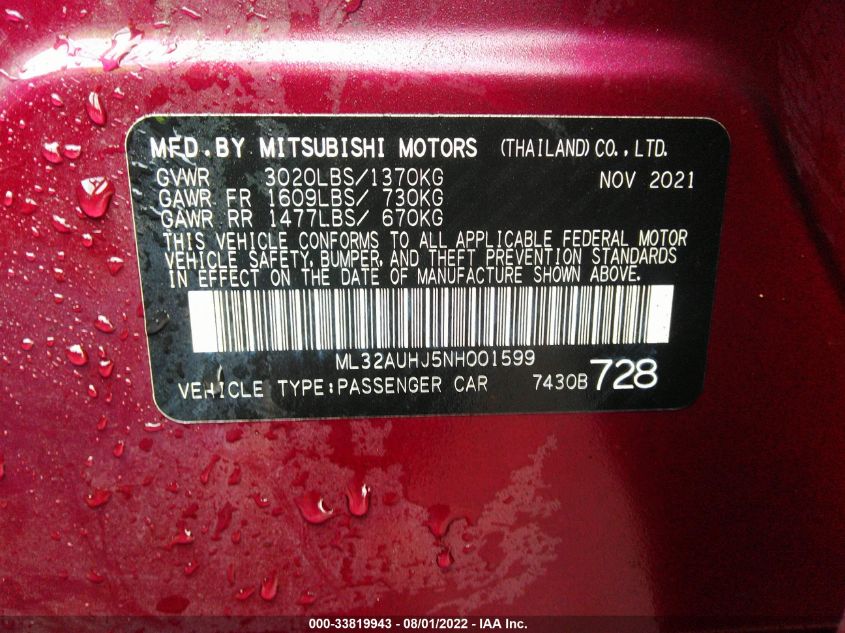 MFD.BY MITSUBISHI MOTORS (THAILAND)CO.,LTD.
GVWR 3020LBS/1370KG NOV 2021
GAWR FR 1609LBS/ 730KG
GAWR RR 1477LBS/ 670KG
THIS VEHICLE CONFORMS TO ALL APPLICABLE FEDERAL MOTOR
VEHICLE SAFETY, BUMPER, AND THEFT PREVENTION STANDARDS
IN EFFECT ON THE DATE OF MANUFACTURE SHOWN ABOVE.
ML32AUHJ5NH001599
VEHICLE TYPE:PASSENGER CAR 7430B 728
000-33819943 - 08/01/2022 - IAA Inc.